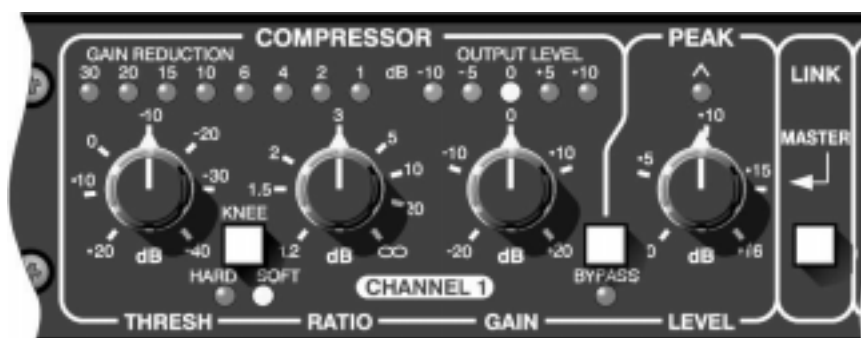 COMPRESSOR PEAK
GAIN REDUCTION OUTPUT LEVEL
30 20 15 10 6 4 2 1 dB -10 -5 0 +5 +10 LINK
-10 3 0 +10
0 -20 2 5 -10 +10 +5 +15 MASTER
-10 -30 1.5 10
KNEE 20
+20 dB -40 1.2 dB ∞ -20 dB +20 0 dB
HARD SOFT CHANNEL 1 BYPASS
THRESH RATIO GAIN LEVEL